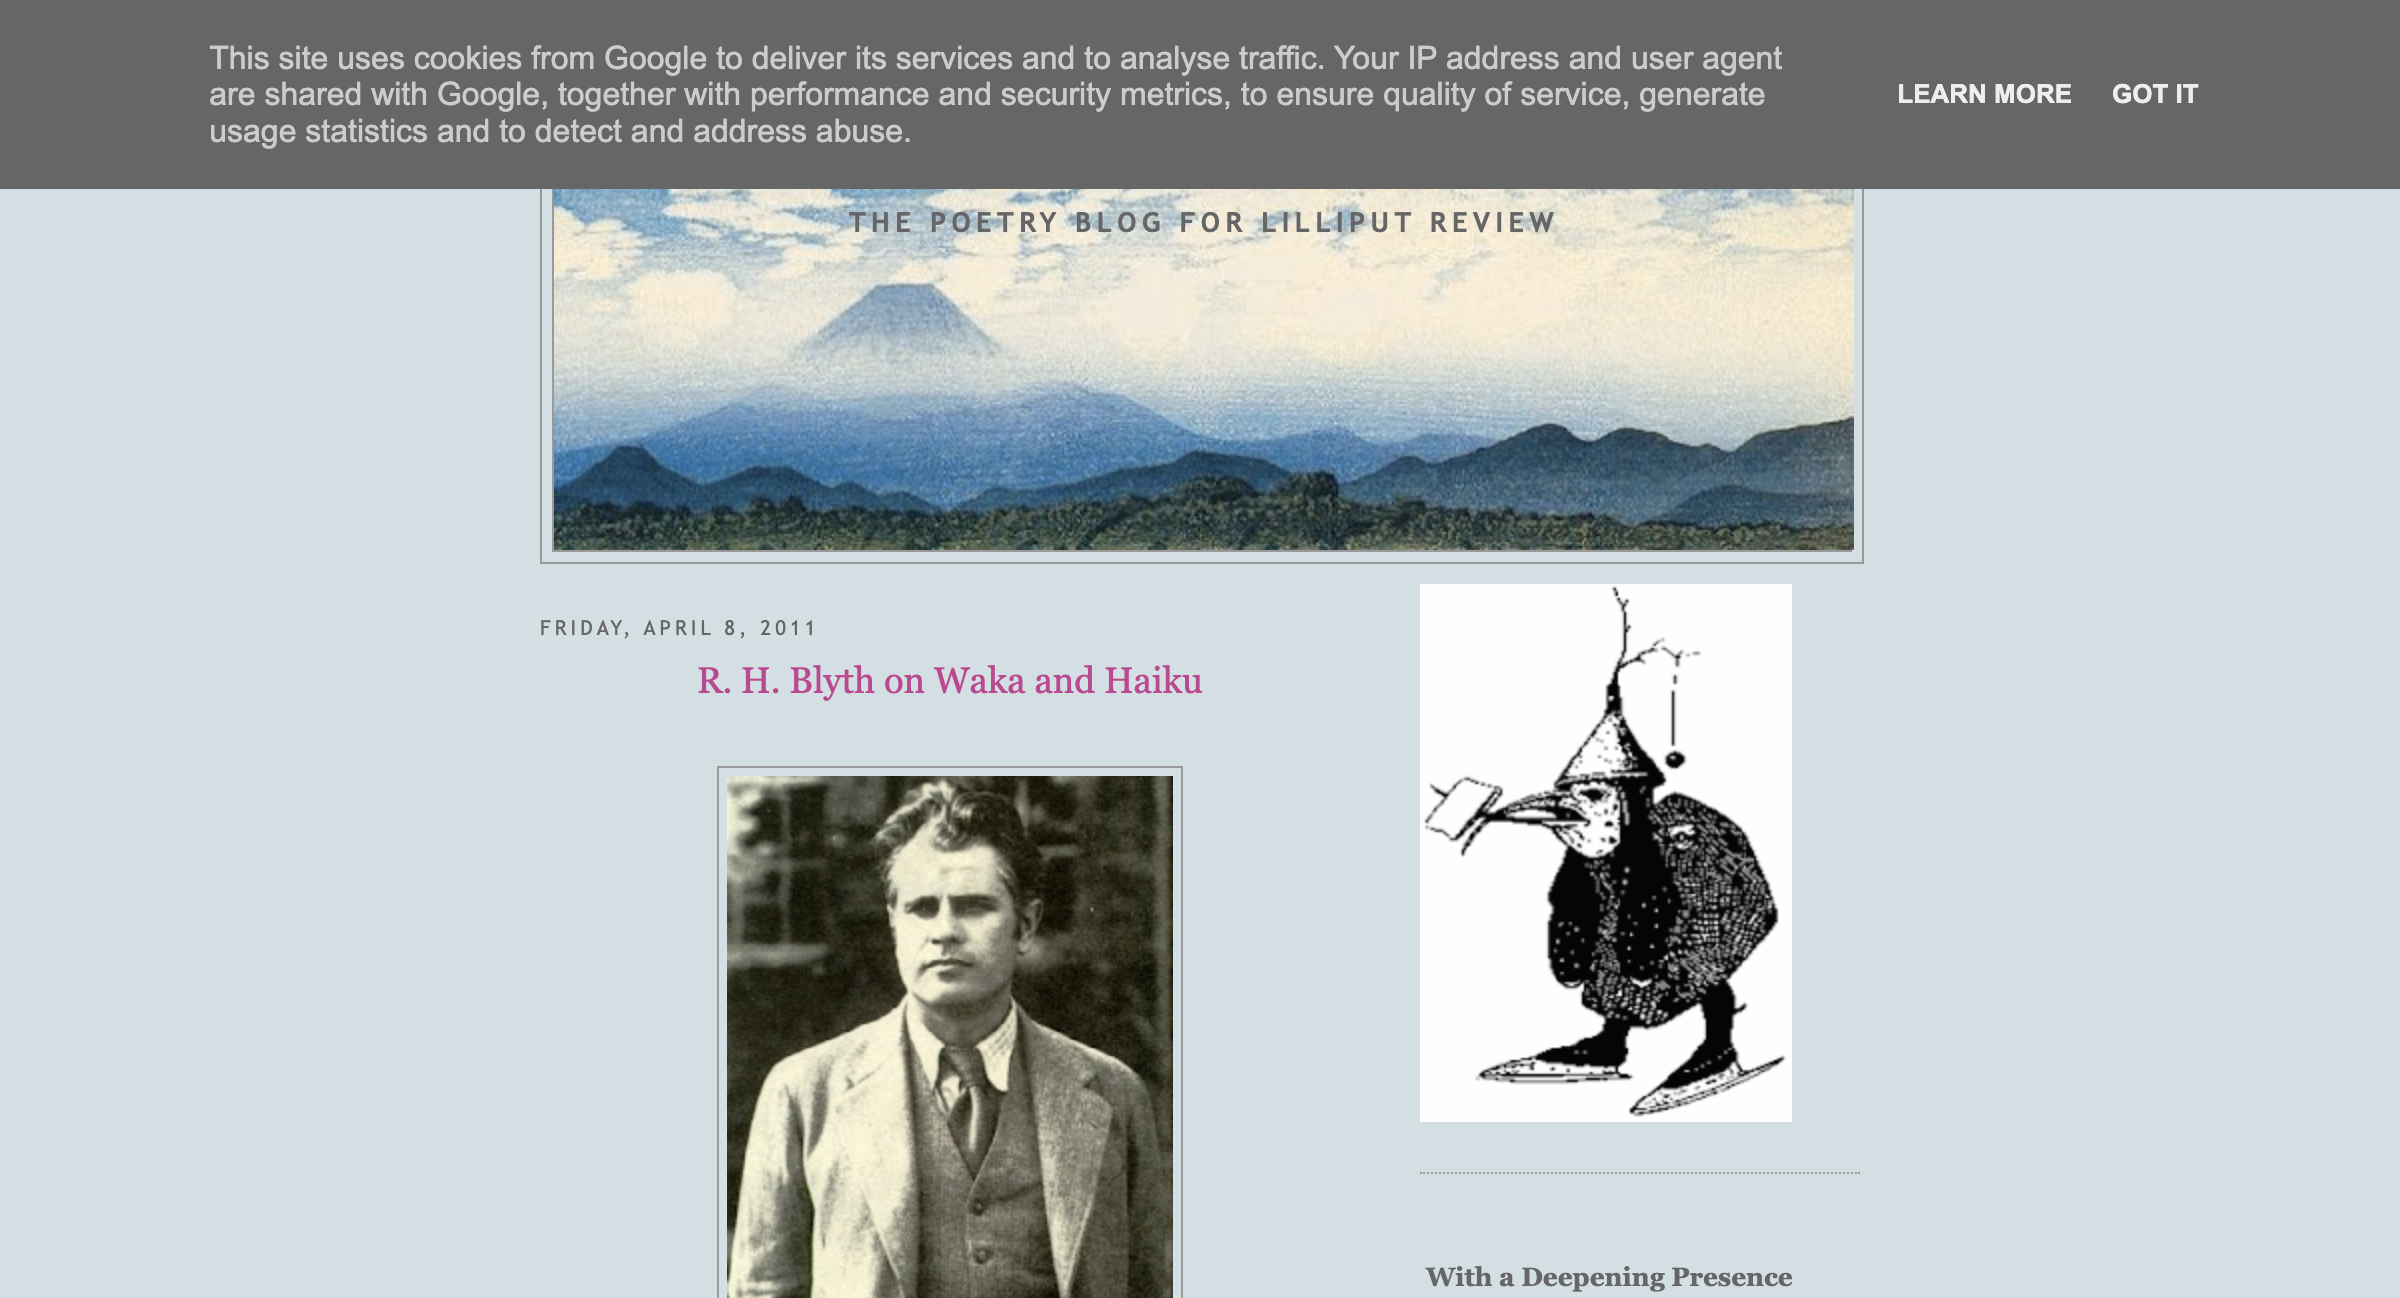 This site uses cookies from Google to deliver its services and to analyse traffic. Your IP address and user agent
are shared with Google, together with performance and security metrics, to ensure quality of service, generate
usage statistics and to detect and address abuse.
LEARN MORE GOT IT
THE POETRY BLOG FOR LILLIPUT REVIEW
FRIDAY, APRIL 8, 2011
R. H. Blyth on Waka and Haiku
With a Deepening Presence